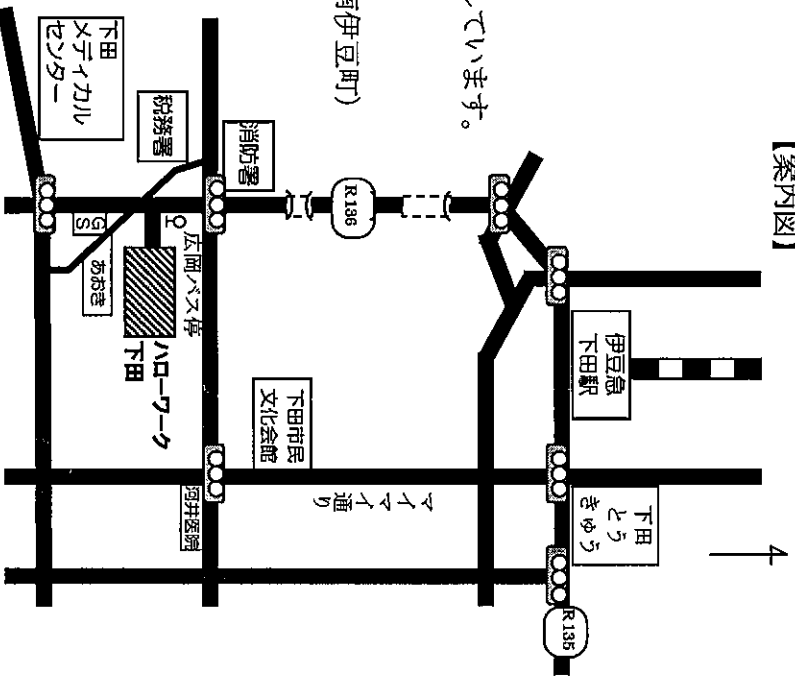 【案内図】
ています。
伊豆町)
下田
メディカル
センター
税務署
消防署
R136
伊豆急
下田駅
下田
とう
きゅう
R135
GS
あおき
広岡バス停
ハローワーク
下田
下田市民
文化会館
マイマイ通り
河井医院
4